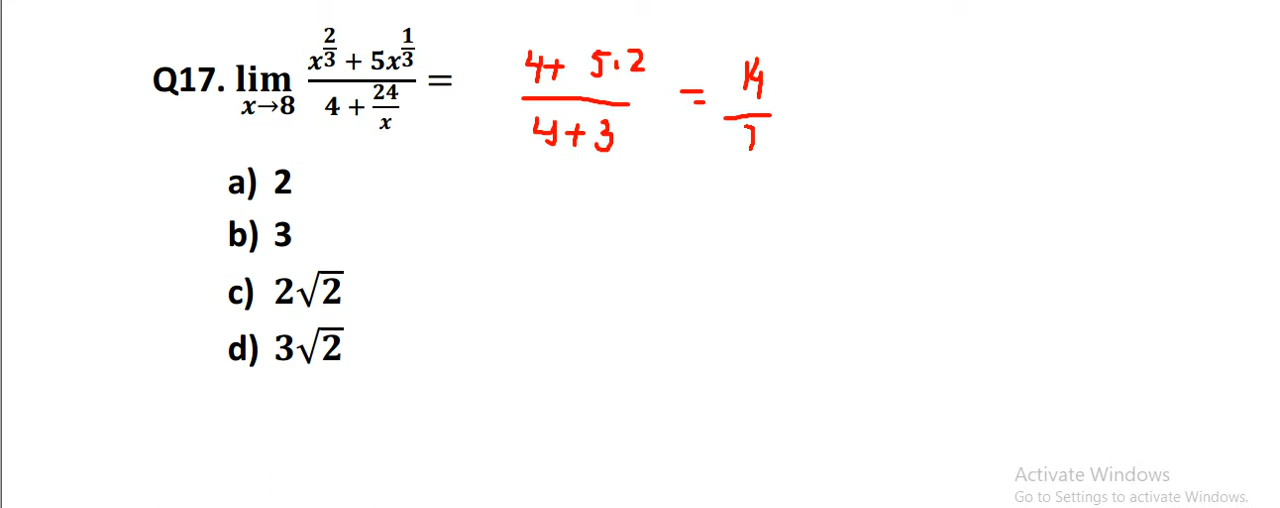 Q17. lim x→8 (x^(2/3) + 5x^(1/3)) / (4 + 24/x) =
(4 + 5.2) / (4 + 3) = 14 / 7
a) 2
b) 3
c) 2√2
d) 3√2
Activate Windows
Go to Settings to activate Windows.